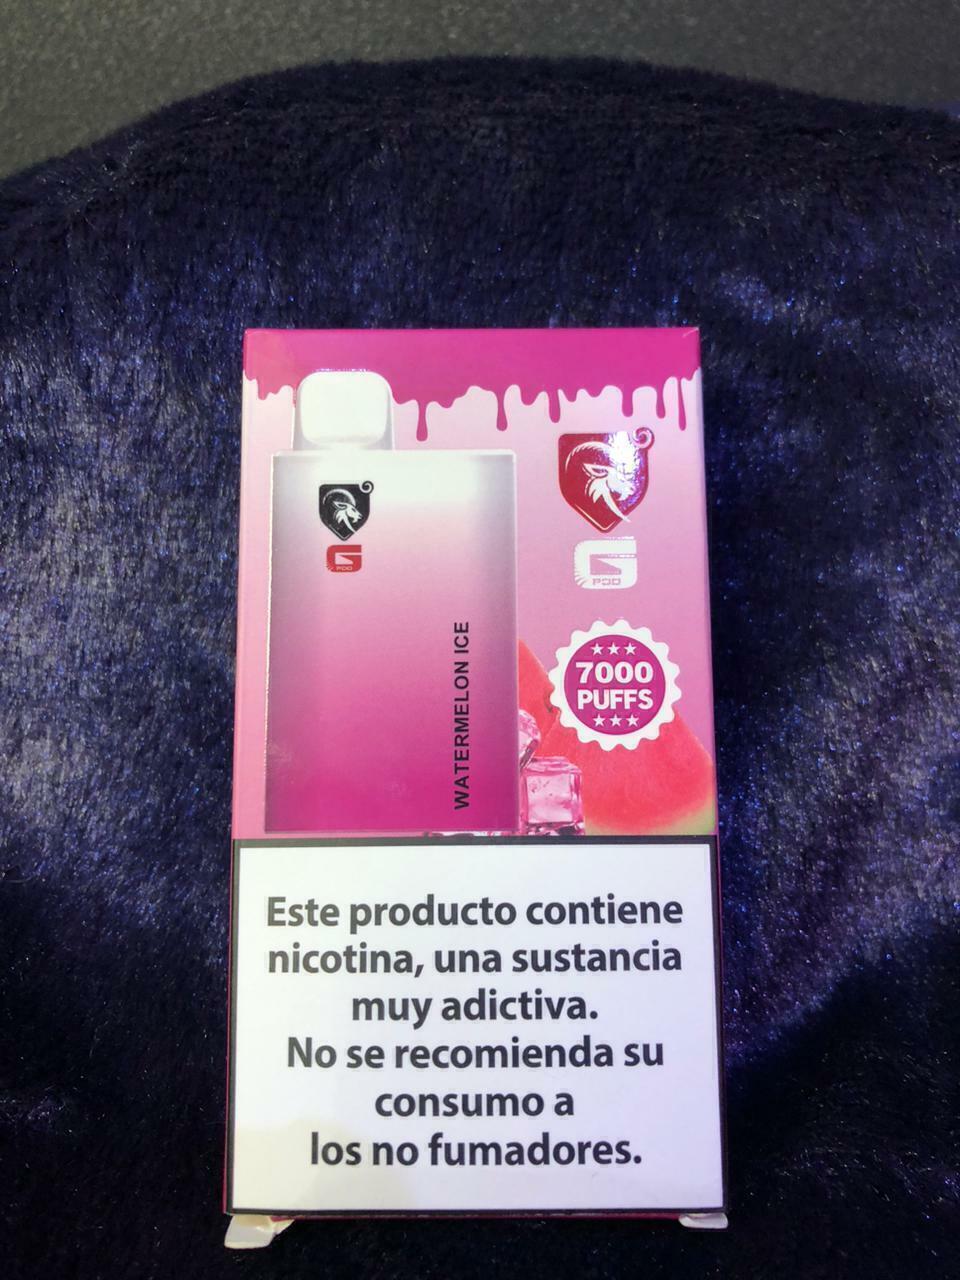 G
POD
WATERMELON ICE
G
POD
7000
PUFFS
Este producto contiene
nicotina, una sustancia
muy adictiva.
No se recomienda su
consumo a
los no fumadores.